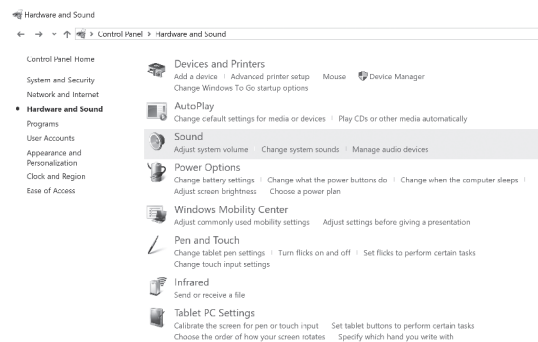 Hardware and Sound
Control Panel > Hardware and Sound
Control Panel Home
System and Security
Network and Internet
Hardware and Sound
Programs
User Accounts
Appearance and
Personalization
Clock and Region
Ease of Access
Devices and Printers
Add a device Advanced printer setup Mouse Device Manager
Change Windows To Go startup options
AutoPlay
Change default settings for media or devices Play CDs or other media automatically
Sound
Adjust system volume Change system sounds Manage audio devices
Power Options
Change battery settings Change what the power buttons do Change when the computer sleeps
Adjust screen brightness Choose a power plan
Windows Mobility Center
Adjust commonly used mobility settings Adjust settings before giving a presentation
Pen and Touch
Change tablet pen settings Turn flicks on and off Set flicks to perform certain tasks
Change touch input settings
Infrared
Send or receive a file
Tablet PC Settings
Calibrate the screen for pen or touch input Set tablet buttons to perform certain tasks
Choose the order of how your screen rotates Specify which hand you write with